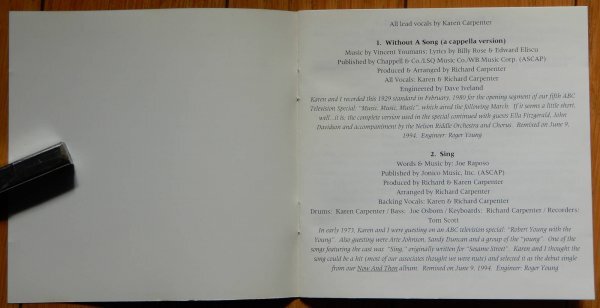 All lead vocals by Karen Carpenter
1. Without A Song (a cappella version)
Music by Vincent Youmans; Lyrics by Billy Rose & Edward Eliscu
Published by Chappell & Co./LSQ Music Co./WB Music Corp. (ASCAP)
Produced & Arranged by Richard Carpenter
All Vocals: Karen & Richard Carpenter
Engineered by Dave Iveland
Karen and I recorded this 1929 standard in February, 1980 for the opening segment of our fifth ABC
Television Special: "Music, Music, Music", which aired the following March. If it seems a little short,
well...it is; the complete version used in the special continued with guests Ella Fitzgerald, John
Davidson and accompaniment by the Nelson Riddle Orchestra and Chorus. Remixed on June 9,
1994. Engineer: Roger Young
2. Sing
Words & Music by: Joe Raposo
Published by Jonico Music, Inc. (ASCAP)
Produced by Richard & Karen Carpenter
Arranged by Richard Carpenter
Backing Vocals: Karen & Richard Carpenter
Drums: Karen Carpenter / Bass: Joe Osborn / Keyboards: Richard Carpenter / Recorders:
Tom Scott
In early 1973, Karen and I were guesting on an ABC television special: "Robert Young with the
Young". Also guesting were Arte Johnson, Sandy Duncan and a group of the "young". One of the
songs featuring the cast was "Sing," originally written for "Sesame Street". Karen and I thought the
song could be a hit (most of our associates thought we were nuts) and selected it as the debut single
from our Now And Then album. Remixed on June 9, 1994. Engineer: Roger Young